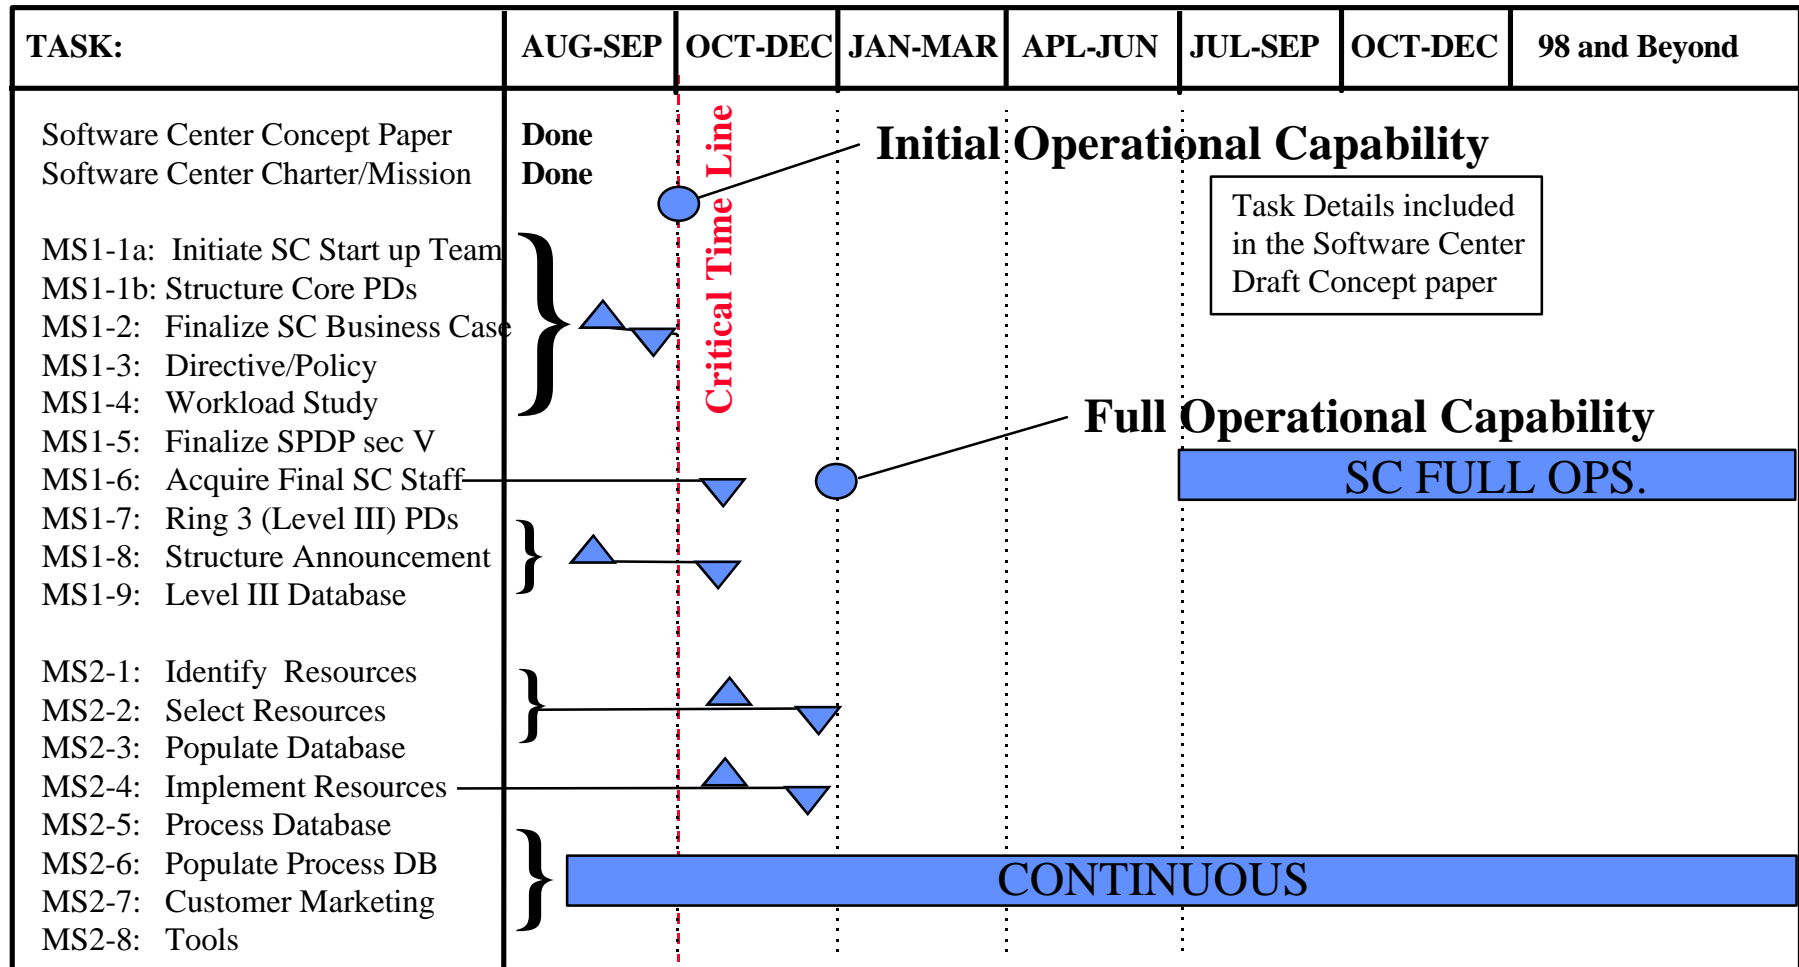 TASK: AUG-SEP OCT-DEC JAN-MAR APL-JUN JUL-SEP OCT-DEC 98 and Beyond
Software Center Concept Paper Done
Software Center Charter/Mission Done
Critical Time Line
Initial Operational Capability
Task Details included
in the Software Center
Draft Concept paper
MS1-1a: Initiate SC Start up Team
MS1-1b: Structure Core PDs
MS1-2: Finalize SC Business Case
MS1-3: Directive/Policy
MS1-4: Workload Study
Full Operational Capability
MS1-5: Finalize SPDP sec V
MS1-6: Acquire Final SC Staff
SC FULL OPS.
MS1-7: Ring 3 (Level III) PDs
MS1-8: Structure Announcement
MS1-9: Level III Database
MS2-1: Identify Resources
MS2-2: Select Resources
MS2-3: Populate Database
MS2-4: Implement Resources
MS2-5: Process Database
MS2-6: Populate Process DB
CONTINUOUS
MS2-7: Customer Marketing
MS2-8: Tools